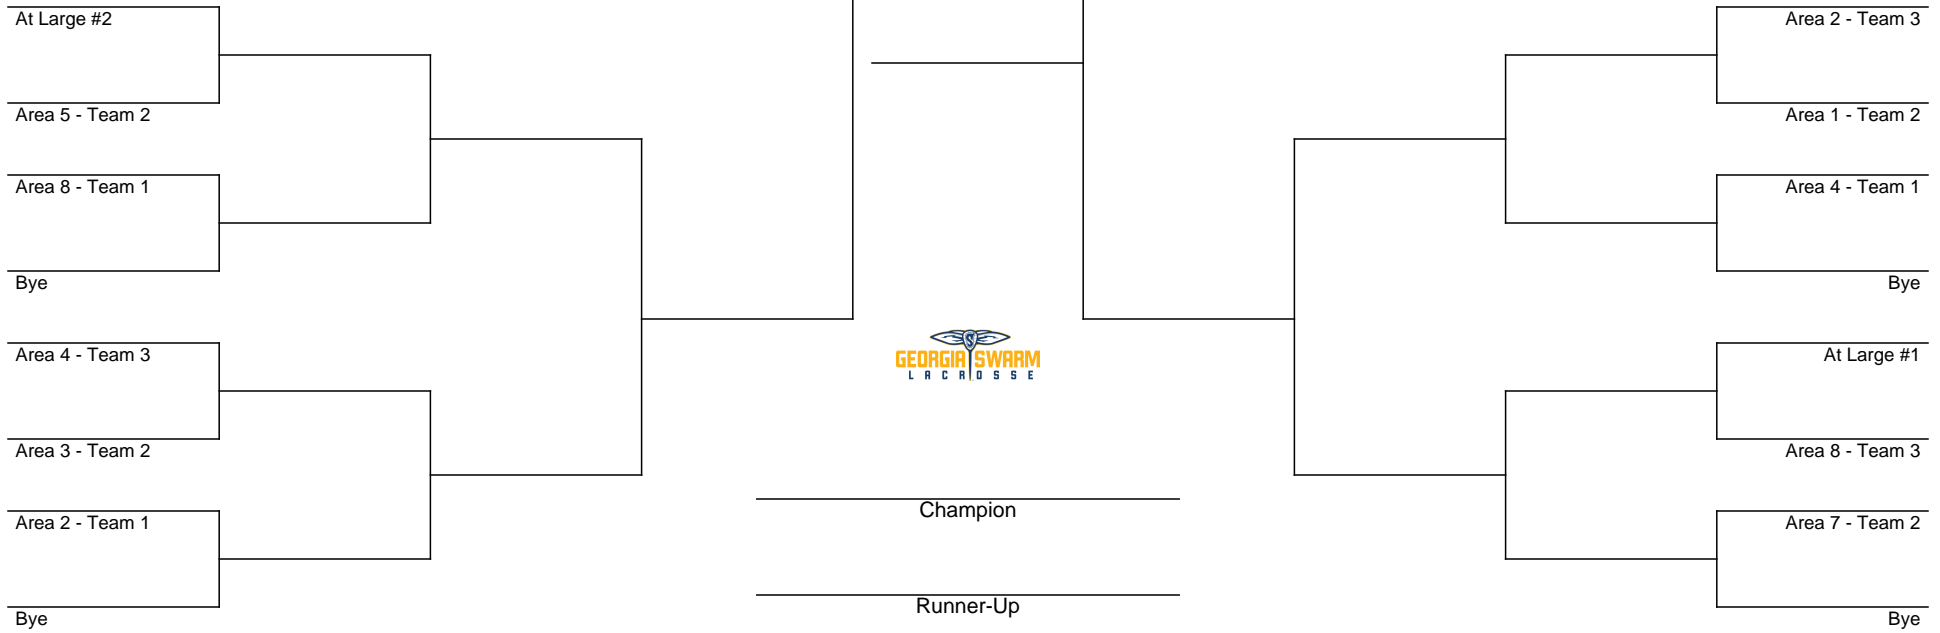 At Large #2
Area 5 - Team 2
Area 8 - Team 1
Bye
Area 4 - Team 3
Area 3 - Team 2
Area 2 - Team 1
Bye
GEORGIA SWARM
LACROSSE
Champion
Runner-Up
Area 2 - Team 3
Area 1 - Team 2
Area 4 - Team 1
Bye
At Large #1
Area 8 - Team 3
Area 7 - Team 2
Bye